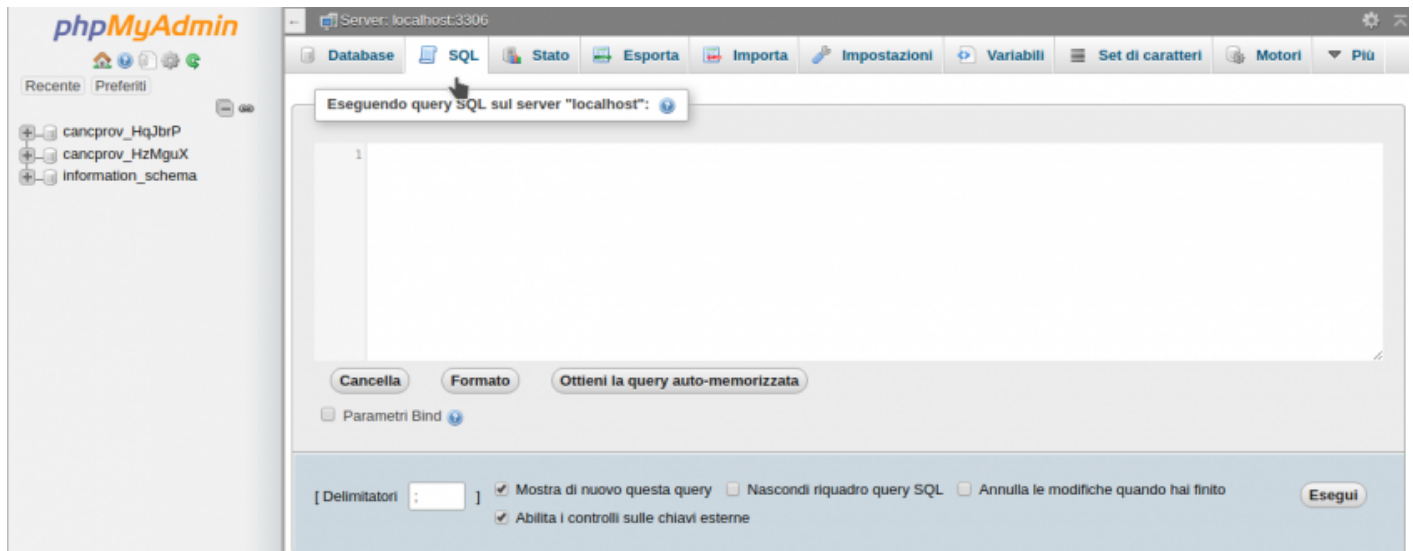 phpMyAdmin
Recente Preferiti
cancprov_HqJbrP
cancprov_HzMguX
information_schema
Server: localhost:3306
Database SQL Stato Esporta Importa Impostazioni Variabili Set di caratteri Motori Più
Eseguendo query SQL sul server "localhost":
1
Cancella Formato Ottieni la query auto-memorizzata
Parametri Bind
[ Delimitatori ; ] Mostra di nuovo questa query Nascondi riquadro query SQL Annulla le modifiche quando hai finito Esegui
Abilita i controlli sulle chiavi esterne